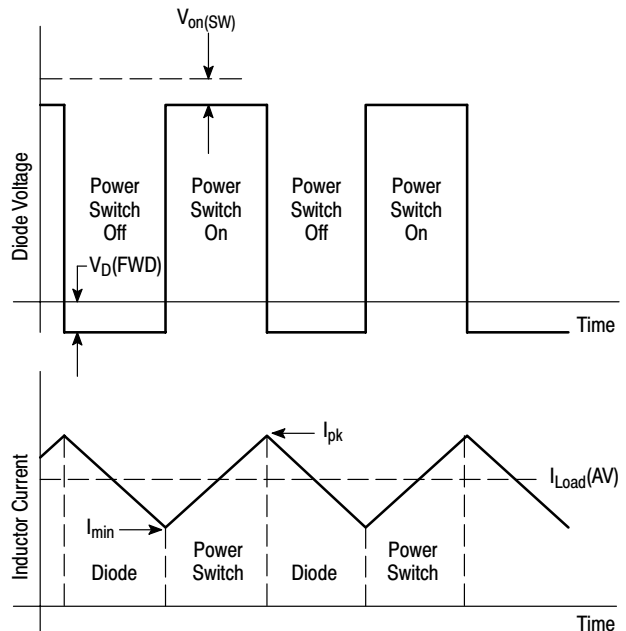 Von(SW)
Diode Voltage
Power
Switch
Off
Power
Switch
On
Power
Switch
Off
Power
Switch
On
VD(FWD)
Time
Inductor Current
Ipk
ILoad(AV)
Imin
Diode
Power
Switch
Diode
Power
Switch
Time